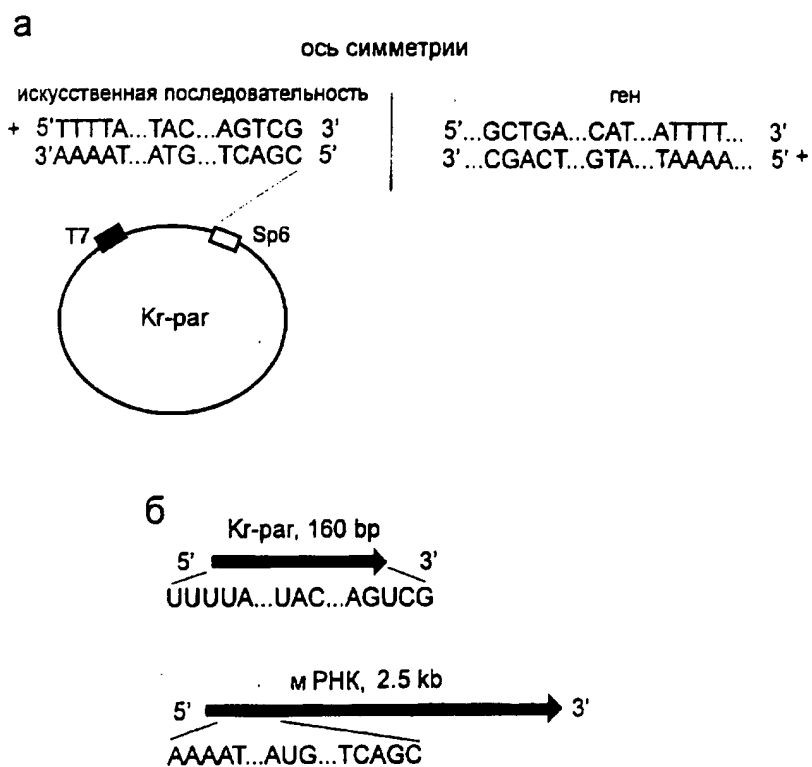 а
ось симметрии
искусственная последовательность
ген
+ 5'TTTTA...TAC...AGTCG 3'
3'AAAAT...ATG...TCAGC 5'
5'...GCTGA...CAT..ATTTT... 3'
3'...CGACT...GTA..TAAAA... 5' +
T7
Sp6
Kr-par
б
Kr-par, 160 bp
5' 3'
UUUUA...UAC...AGUCG
м РНК, 2.5 kb
5' 3'
AAAAT...AUG...TCAGC